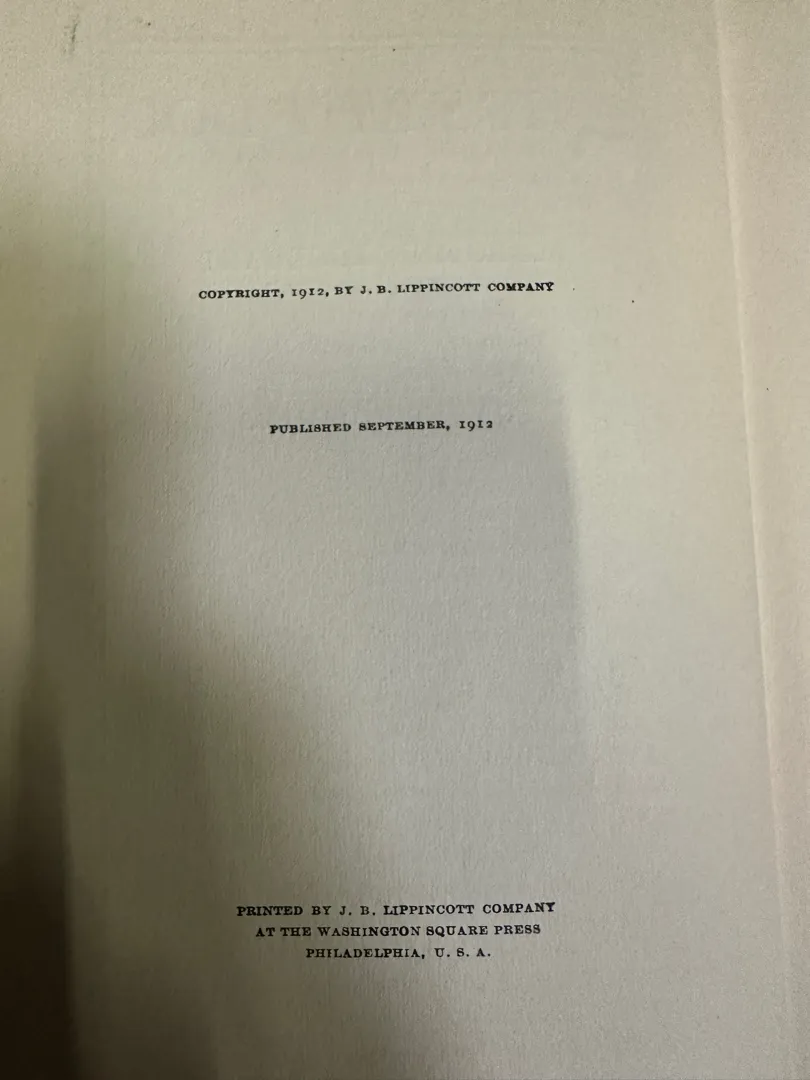 COPYRIGHT, 1912, BY J. B. LIPPINCOTT COMPANY
PUBLISHED SEPTEMBER, 1912
PRINTED BY J. B. LIPPINCOTT COMPANY
AT THE WASHINGTON SQUARE PRESS
PHILADELPHIA, U. S. A.